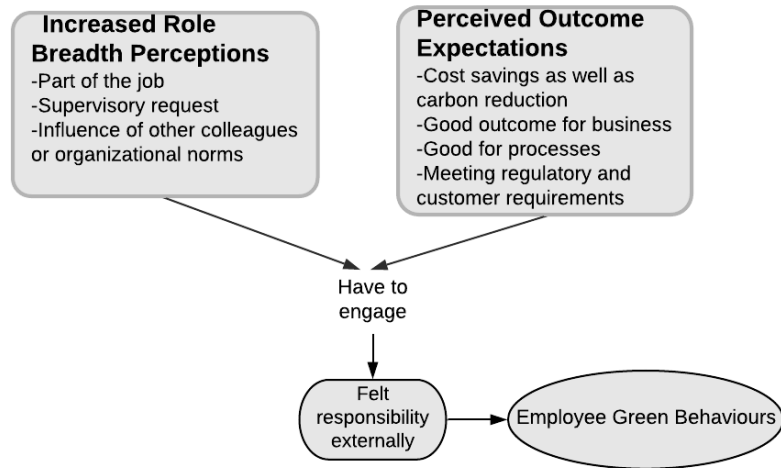 Increased Role
Breadth Perceptions
-Part of the job
-Supervisory request
-Influence of other colleagues
or organizational norms
Perceived Outcome
Expectations
-Cost savings as well as
carbon reduction
-Good outcome for business
-Good for processes
-Meeting regulatory and
customer requirements
Have to
engage
Felt
responsibility
externally
Employee Green Behaviours